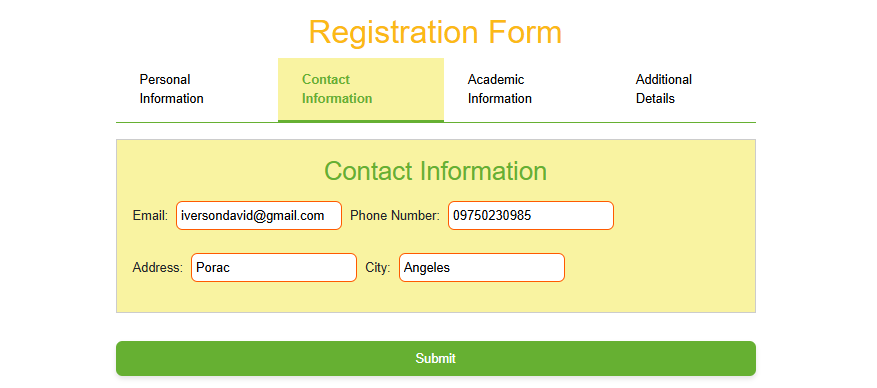 Registration Form
Personal Information
Contact Information
Academic Information
Additional Details
Contact Information
Email: iversondavid@gmail.com Phone Number: 09750230985
Address: Porac City: Angeles
Submit